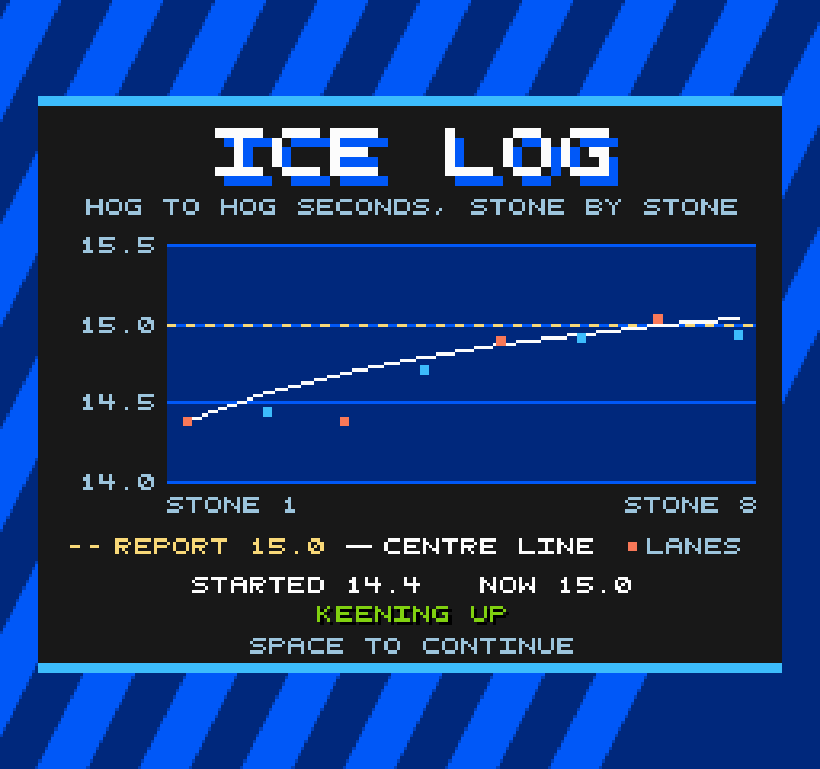 ICE LOG
HOG TO HOG SECONDS, STONE BY STONE
15.5
15.0
14.5
14.0
STONE 1 STONE 8
-- REPORT 15.0 — CENTRE LINE LANES
STARTED 14.4 NOW 15.0
KEENING UP
SPACE TO CONTINUE